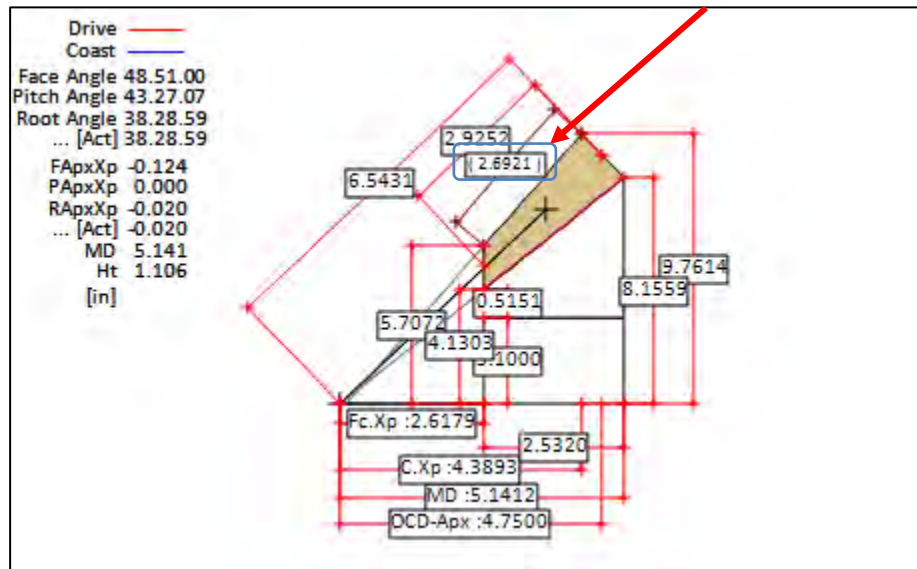 Drive
Coast
Face Angle 48.51.00
Pitch Angle 43.27.07
Root Angle 38.28.59
... [Act] 38.28.59
FApxXp -0.124
PApxXp 0.000
RApxXp -0.020
... [Act] -0.020
MD 5.141
Ht 1.106
[in]
2.9252
( 2.6921 )
6.5431
9.7614
8.1559
0.5151
5.7072
4.1303
Fc.Xp :2.6179
2.5320
C.Xp :4.3893
MD :5.1412
OCD-Apx :4.7500